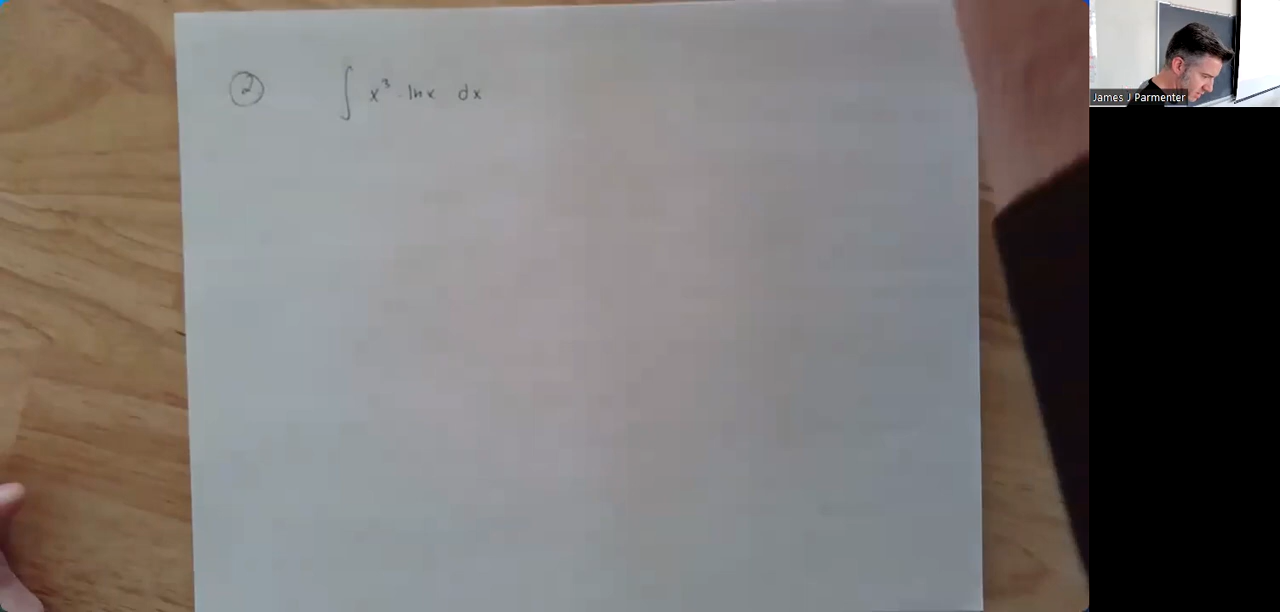 ② ∫ x³ · ln x dx
James J Parmenter